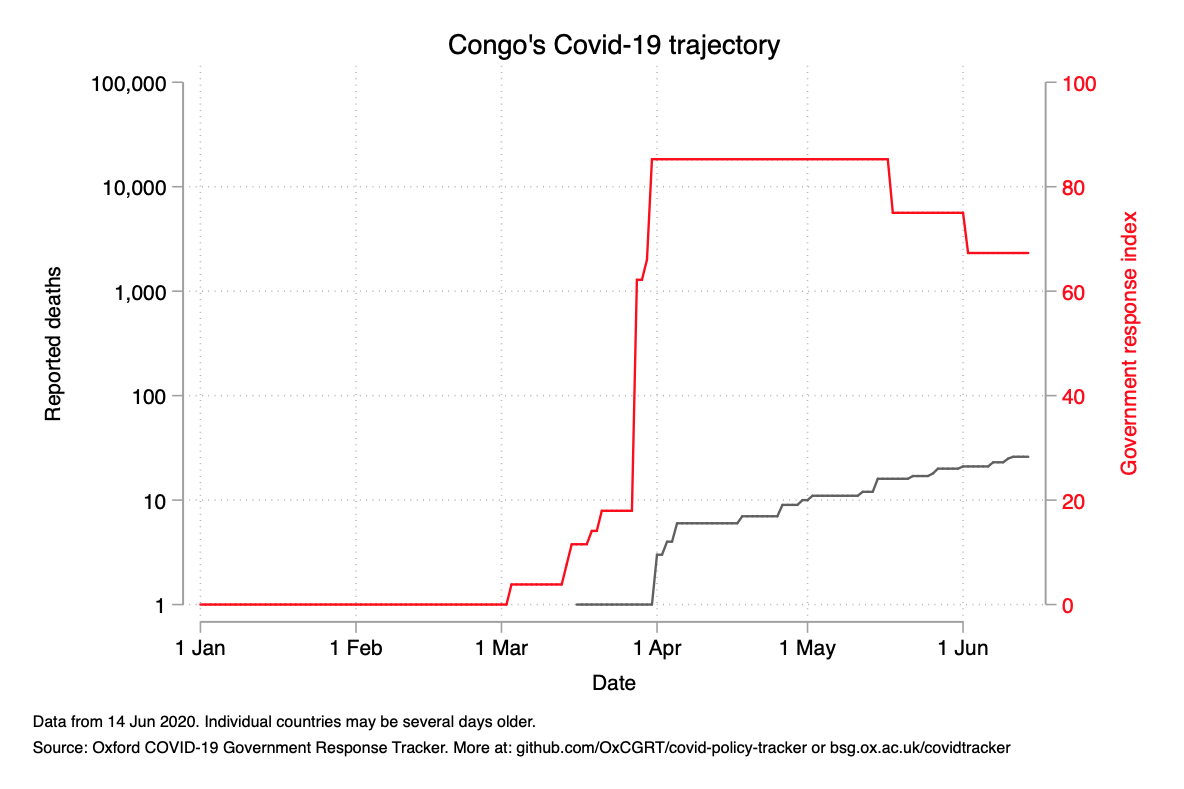 Congo's Covid-19 trajectory
100,000
10,000
1,000
100
10
1
Reported deaths
100
80
60
40
20
0
Government response index
1 Jan
1 Feb
1 Mar
1 Apr
1 May
1 Jun
Date
Data from 14 Jun 2020. Individual countries may be several days older.
Source: Oxford COVID-19 Government Response Tracker. More at: github.com/OxCGRT/covid-policy-tracker or bsg.ox.ac.uk/covidtracker